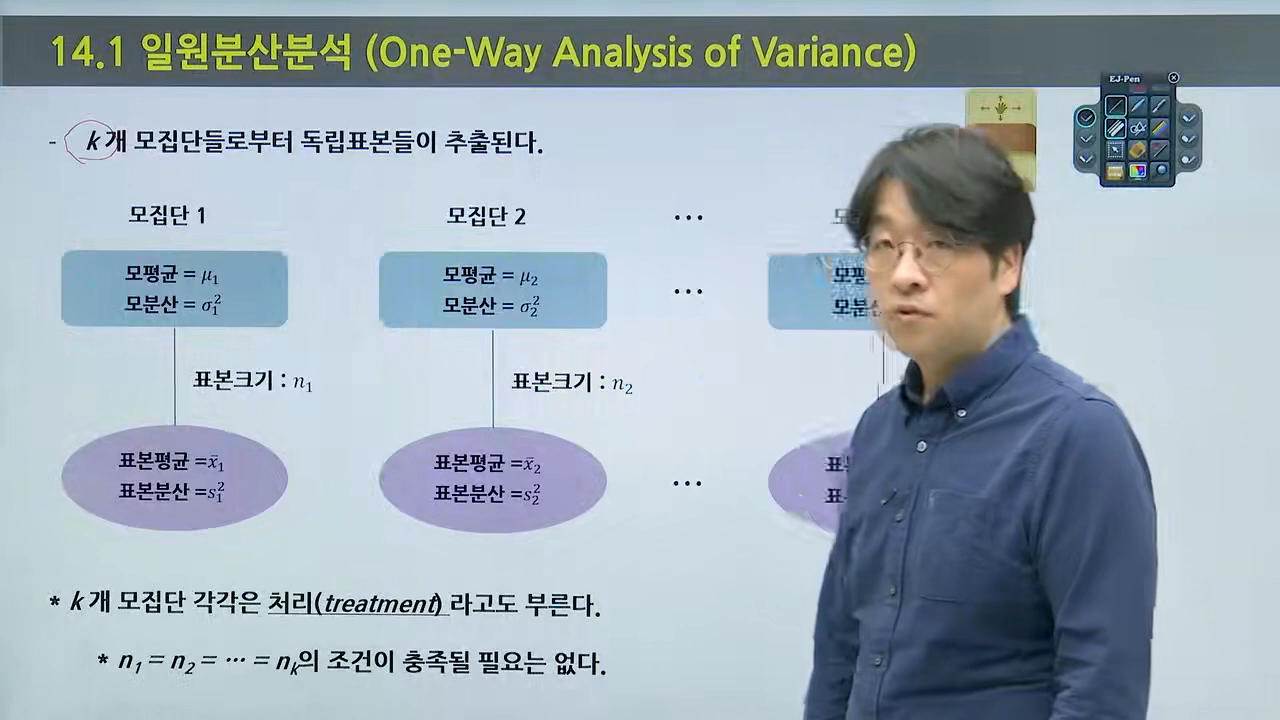 14.1 일원분산분석 (One-Way Analysis of Variance)
EJ-Pen
- k개 모집단들로부터 독립표본들이 추출된다.
모집단 1 모집단 2 ...
모평균 = μ₁ 모평균 = μ₂
모분산 = σ₁² 모분산 = σ₂² ...
표본크기 : n₁ 표본크기 : n₂
표본평균 =x̄₁ 표본평균 =x̄₂
표본분산 =s₁² 표본분산 =s₂² ...
* k개 모집단 각각은 처리(treatment) 라고도 부른다.
* n₁ = n₂ = ⋯ = nₖ의 조건이 충족될 필요는 없다.